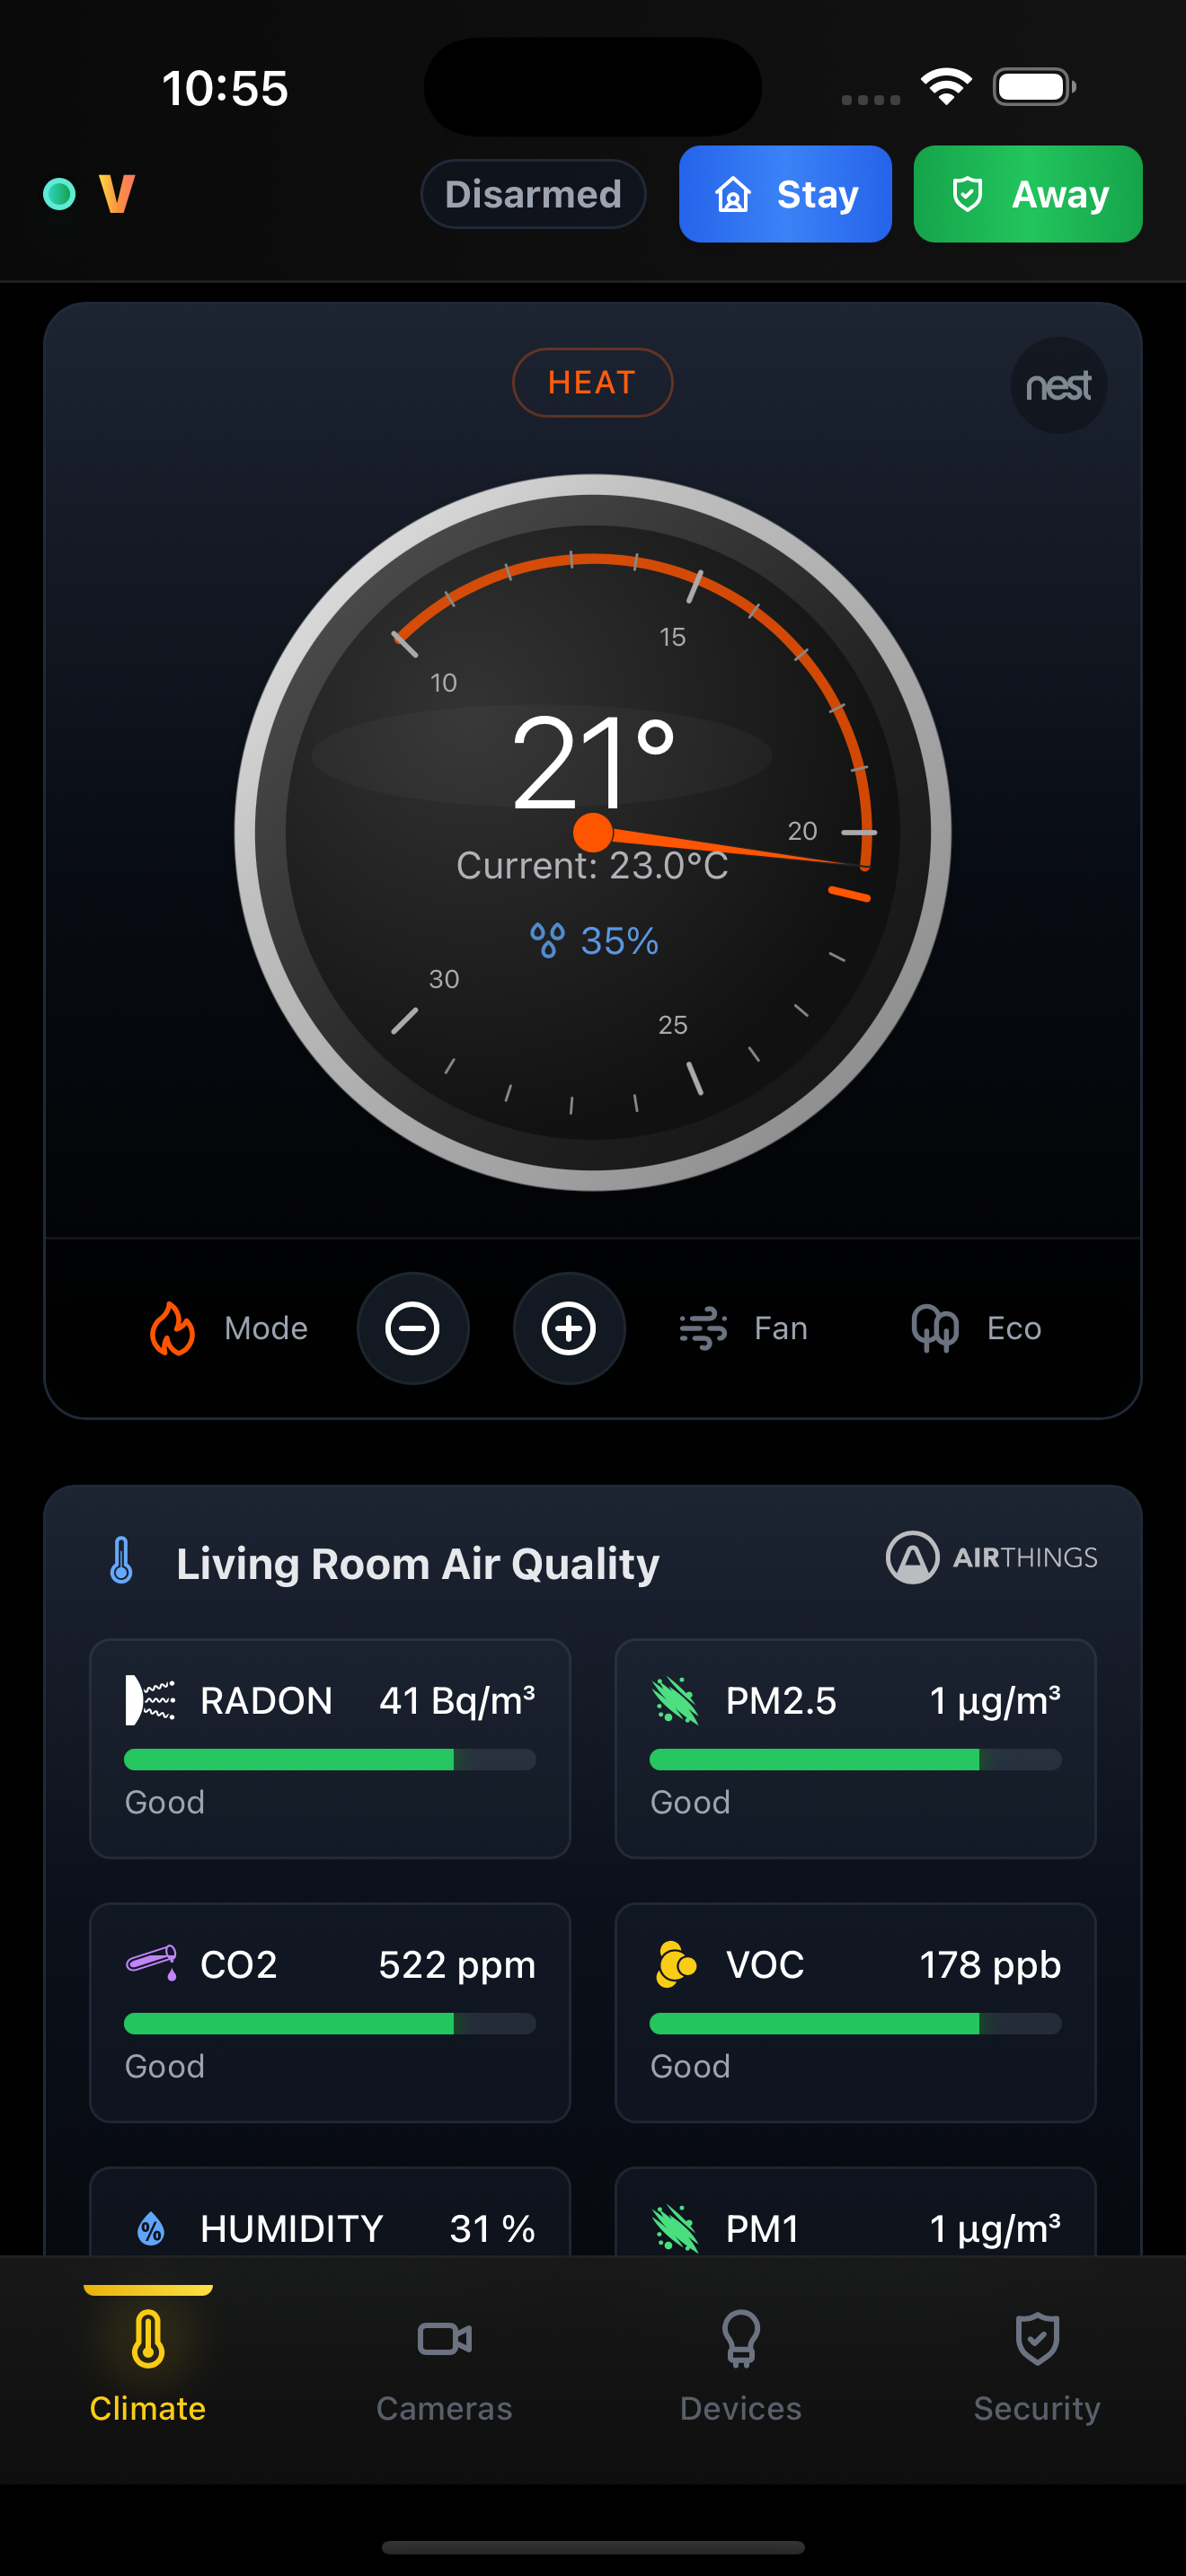 10:55
V
Disarmed
Stay
Away
HEAT
nest
10
15
20
25
30
21°
Current: 23.0°C
35%
Mode
Fan
Eco
Living Room Air Quality
AIRTHINGS
RADON 41 Bq/m³
Good
PM2.5 1 µg/m³
Good
CO2 522 ppm
Good
VOC 178 ppb
Good
HUMIDITY 31 %
PM1 1 µg/m³
Climate
Cameras
Devices
Security